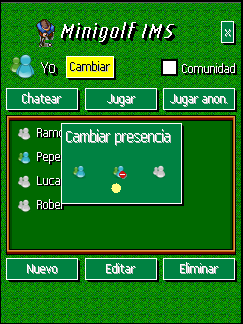 Minigolf IMS
x
Yo Cambiar Comunidad
Chatear Jugar Jugar anon.
Ramo
Cambiar presencia
Pepe
Luca
Rober
Nuevo Editar Eliminar